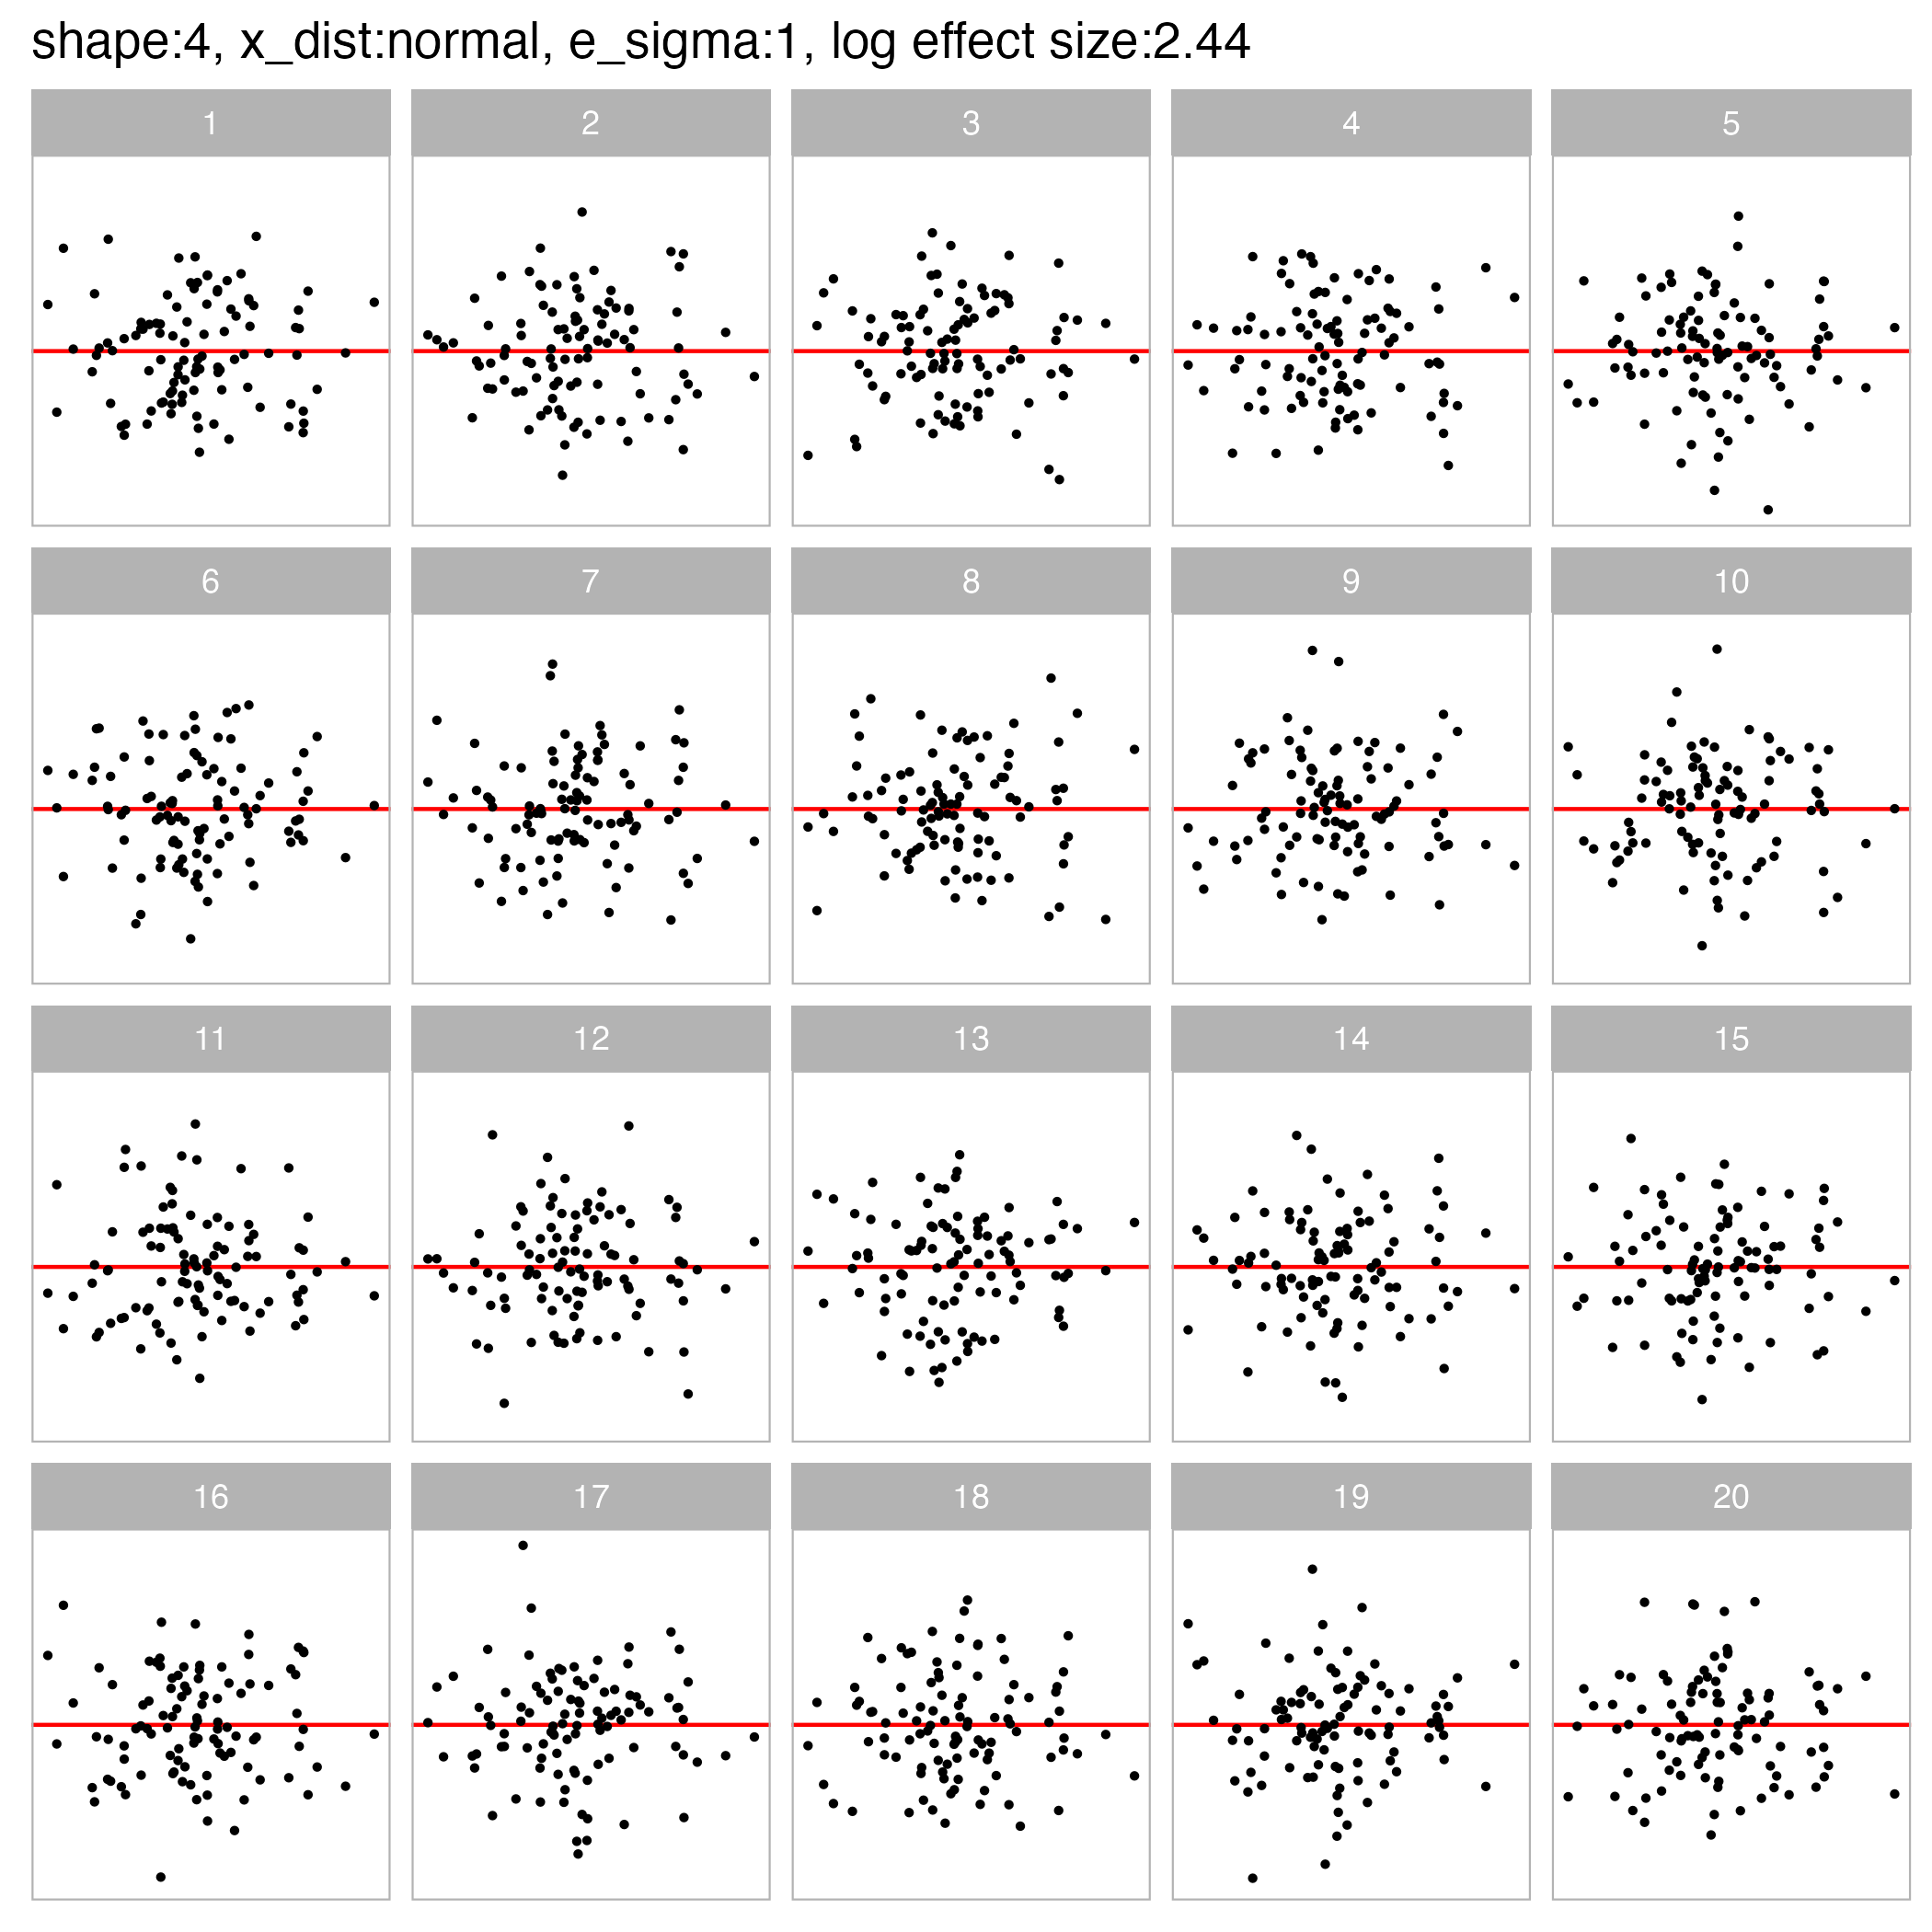 shape:4, x_dist:normal, e_sigma:1, log effect size:2.44
1 2 3 4 5
6 7 8 9 10
11 12 13 14 15
16 17 18 19 20